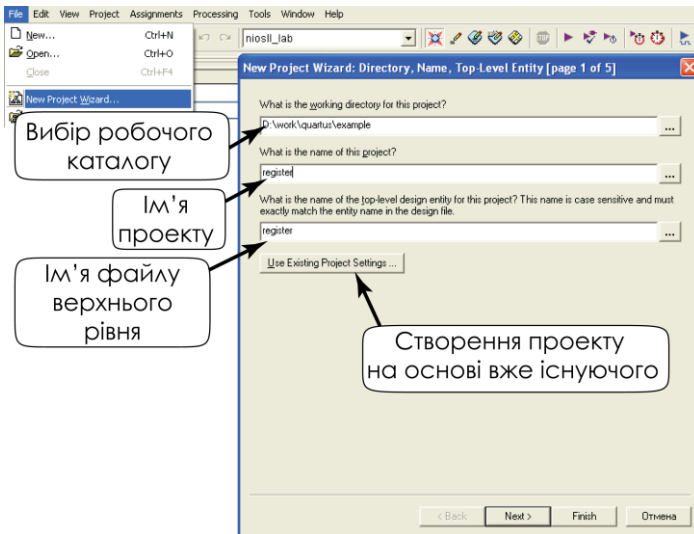 File Edit View Project Assignments Processing Tools Window Help
New... Ctrl+N
niosII_lab
Open... Ctrl+O
Close Ctrl+F4
New Project Wizard: Directory, Name, Top-Level Entity [page 1 of 5]
New Project Wizard...
What is the working directory for this project?
D:\work\quartus\example
...
Вибір робочого
каталогу
What is the name of this project?
register
...
Ім’я
проекту
What is the name of the top-level design entity for this project? This name is case sensitive and must
exactly match the entity name in the design file.
register
...
Ім’я файлу
верхнього
рівня
Use Existing Project Settings ...
Створення проекту
на основі вже існуючого
< Back Next > Finish Отмена